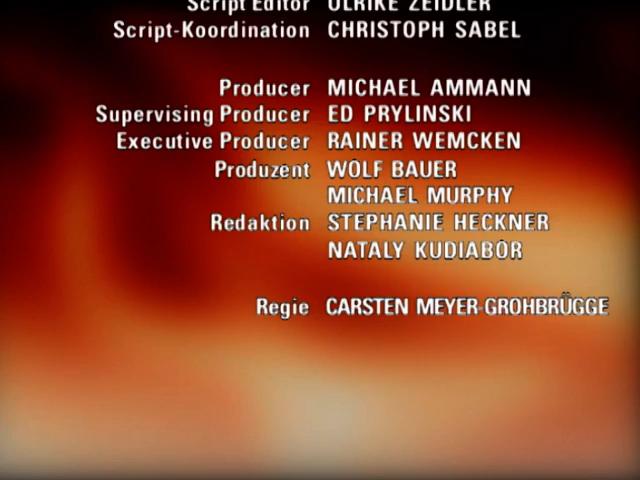 Script Editor ULRIKE ZEIDLER
Script-Koordination CHRISTOPH SABEL
Producer MICHAEL AMMANN
Supervising Producer ED PRYLINSKI
Executive Producer RAINER WEMCKEN
Produzent WOLF BAUER
MICHAEL MURPHY
Redaktion STEPHANIE HECKNER
NATALY KUDIABOR
Regie CARSTEN MEYER-GROHBRÜGGE